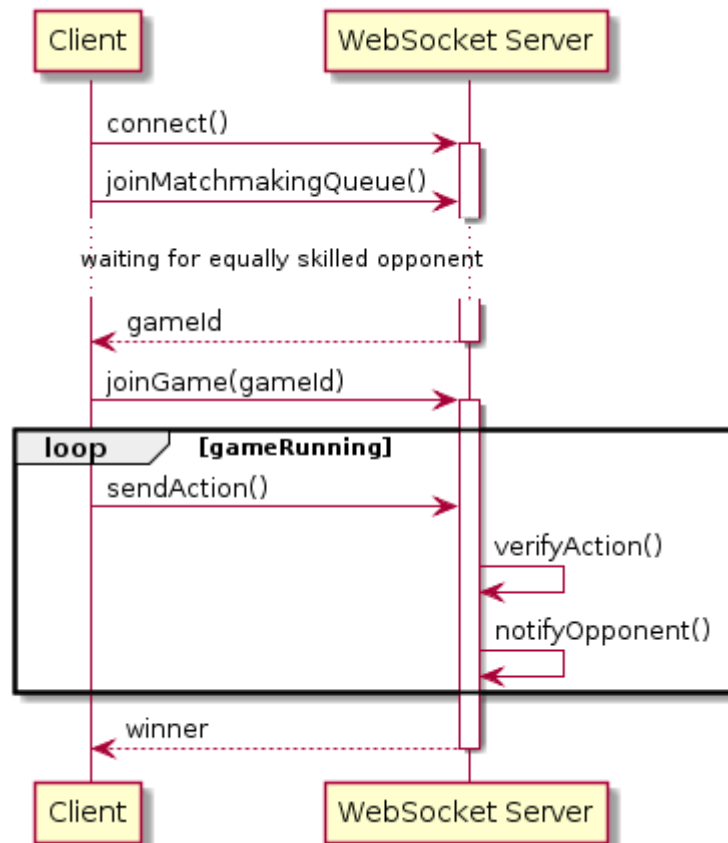 Client
WebSocket Server
connect()
joinMatchmakingQueue()
waiting for equally skilled opponent
gameId
joinGame(gameId)
loop [gameRunning]
sendAction()
verifyAction()
notifyOpponent()
winner
Client
WebSocket Server